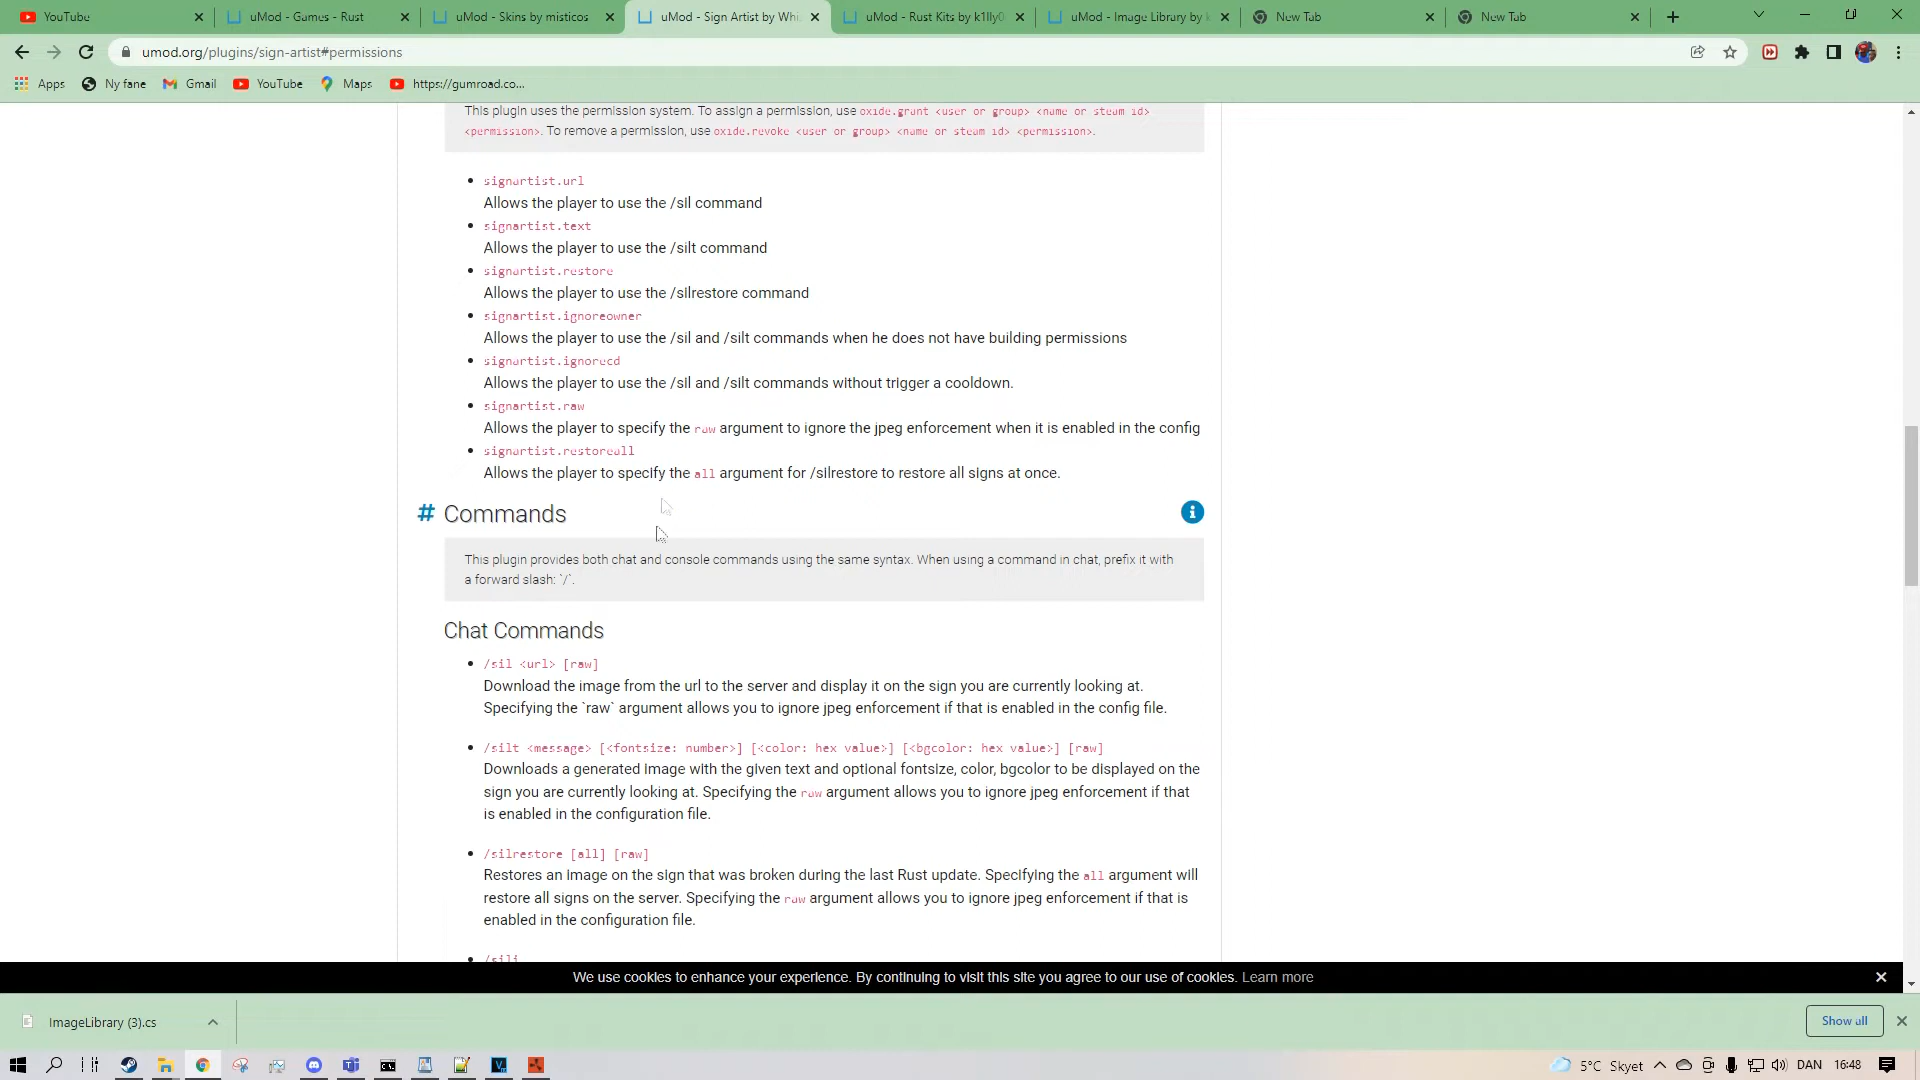 YouTube
uMod - Games - Rust
uMod - Skins by misticos
uMod - Sign Artist by Whi
uMod - Rust Kits by k1lly0
uMod - Image Library by k
New Tab
New Tab
umod.org/plugins/sign-artist#permissions
Apps
Ny fane
Gmail
YouTube
Maps
https://gumroad.co...
This plugin uses the permission system. To assign a permission, use oxide.grant <user or group> <name or steam id>
<permission>. To remove a permission, use oxide.revoke <user or group> <name or steam id> <permission>.
signartist.url
Allows the player to use the /sil command
signartist.text
Allows the player to use the /silt command
signartist.restore
Allows the player to use the /silrestore command
signartist.ignoreowner
Allows the player to use the /sil and /silt commands when he does not have building permissions
signartist.ignorecd
Allows the player to use the /sil and /silt commands without trigger a cooldown.
signartist.raw
Allows the player to specify the raw argument to ignore the jpeg enforcement when it is enabled in the config
signartist.restoreall
Allows the player to specify the all argument for /silrestore to restore all signs at once.
# Commands
This plugin provides both chat and console commands using the same syntax. When using a command in chat, prefix it with
a forward slash: `/`.
Chat Commands
/sil <url> [raw]
Download the image from the url to the server and display it on the sign you are currently looking at.
Specifying the `raw` argument allows you to ignore jpeg enforcement if that is enabled in the config file.
/silt <message> [<fontsize: number>] [<color: hex value>] [<bgcolor: hex value>] [raw]
Downloads a generated image with the given text and optional fontsize, color, bgcolor to be displayed on the
sign you are currently looking at. Specifying the raw argument allows you to ignore jpeg enforcement if that
is enabled in the configuration file.
/silrestore [all] [raw]
Restores an image on the sign that was broken during the last Rust update. Specifying the all argument will
restore all signs on the server. Specifying the raw argument allows you to ignore jpeg enforcement if that is
enabled in the configuration file.
/sili
We use cookies to enhance your experience. By continuing to visit this site you agree to our use of cookies. Learn more
ImageLibrary (3).cs
Show all
5°C Skyet
DAN
16:48